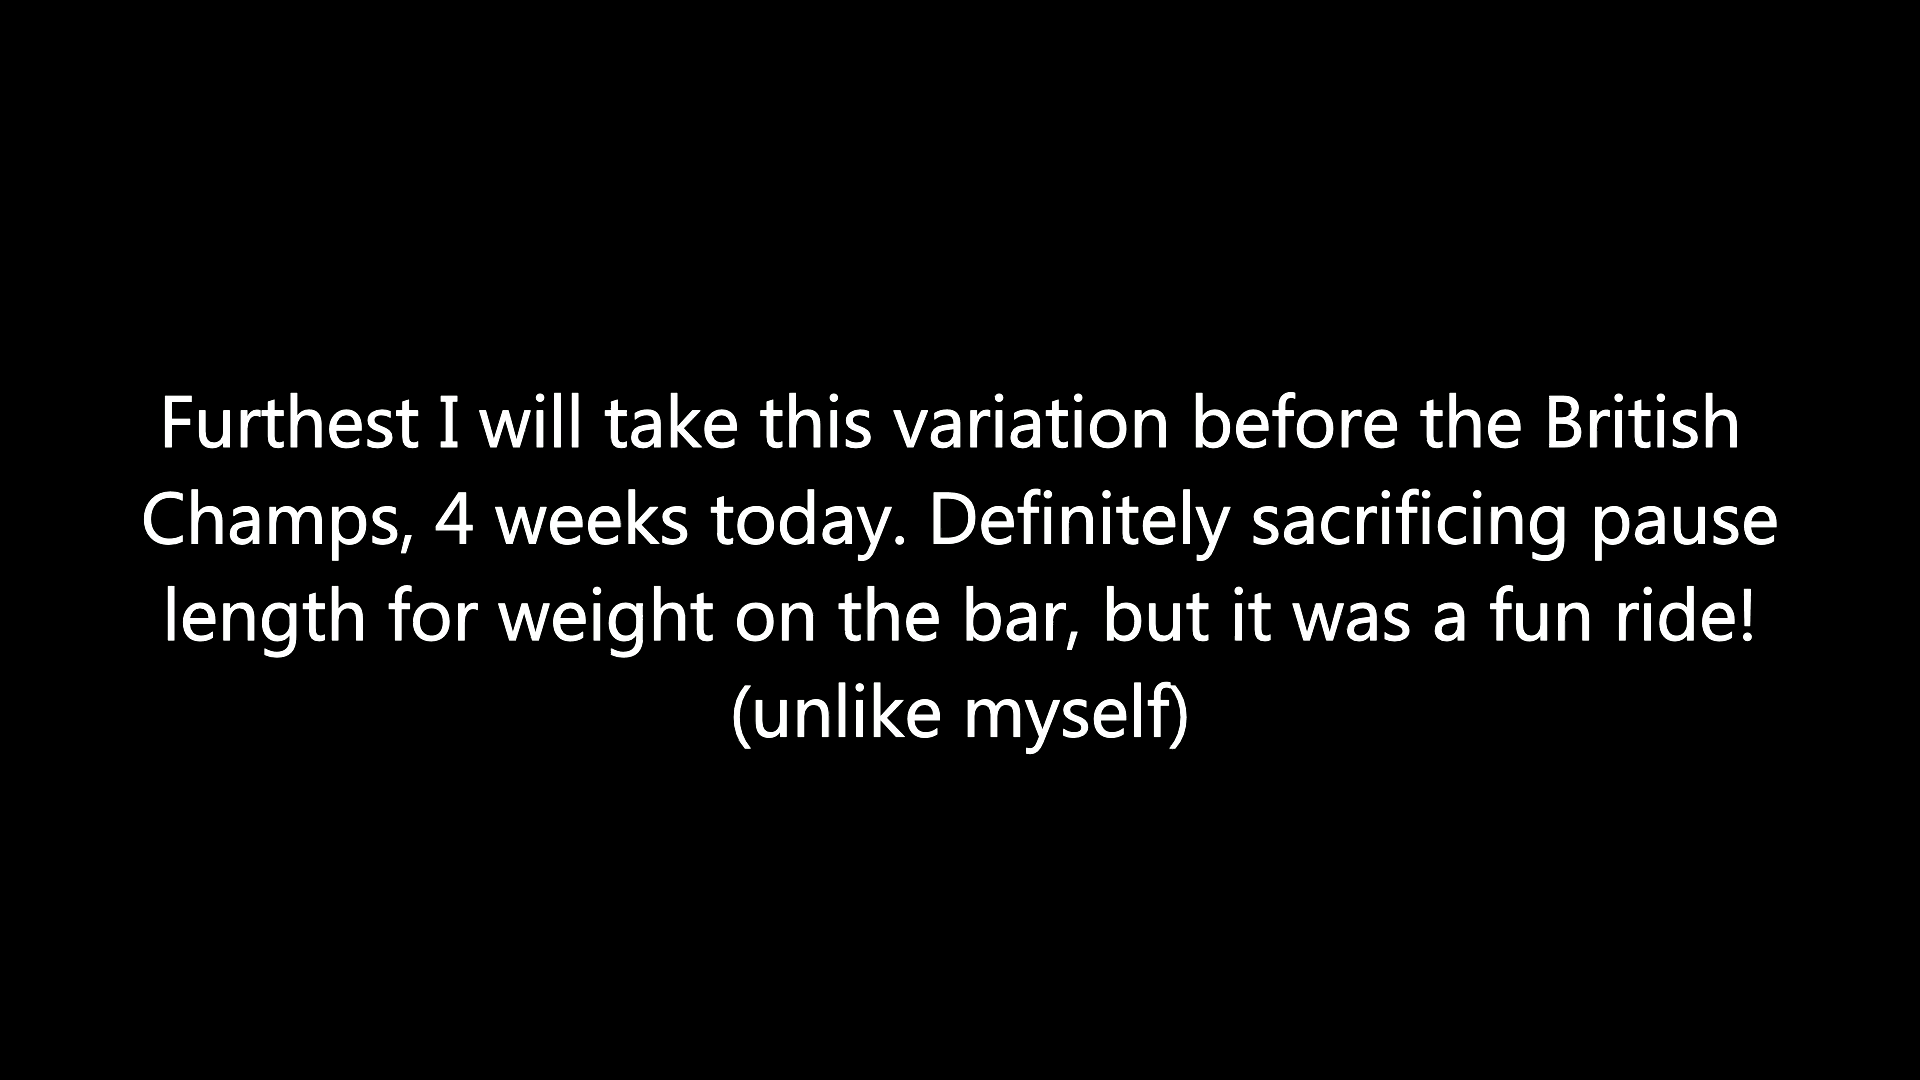 Furthest I will take this variation before the British
Champs, 4 weeks today. Definitely sacrificing pause
length for weight on the bar, but it was a fun ride!
(unlike myself)